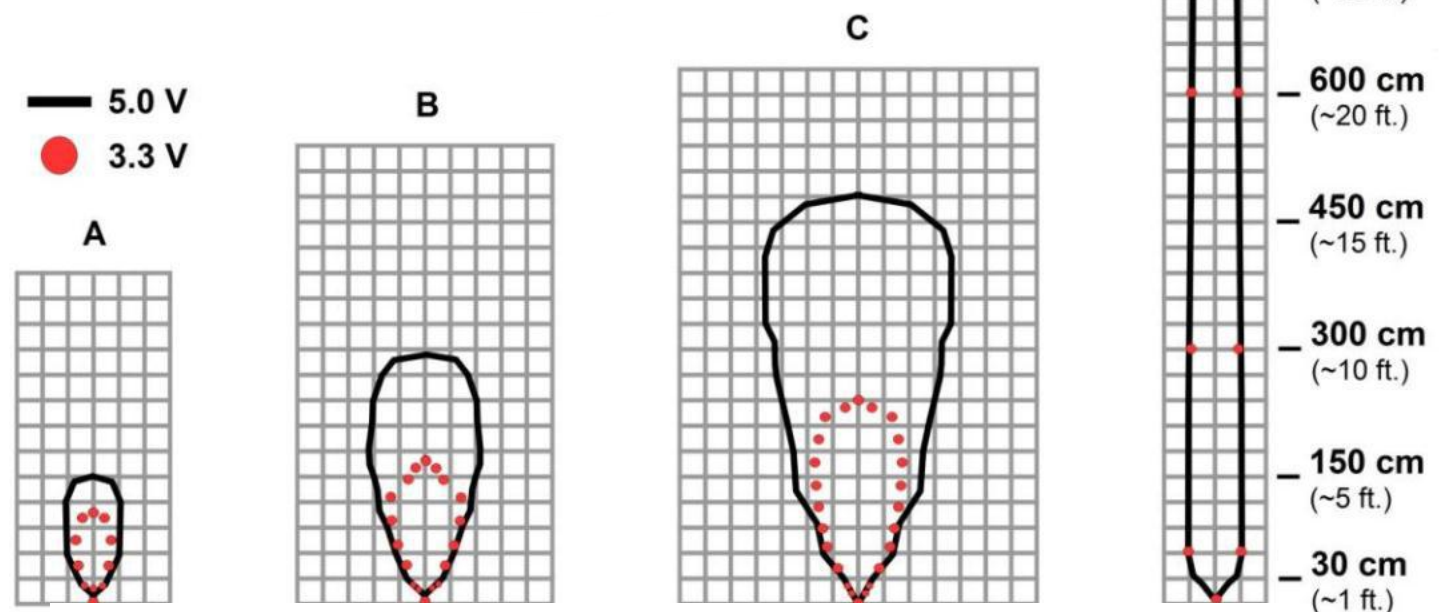 5.0 V
3.3 V
A
B
C
600 cm
(~20 ft.)
450 cm
(~15 ft.)
300 cm
(~10 ft.)
150 cm
(~5 ft.)
30 cm
(~1 ft.)